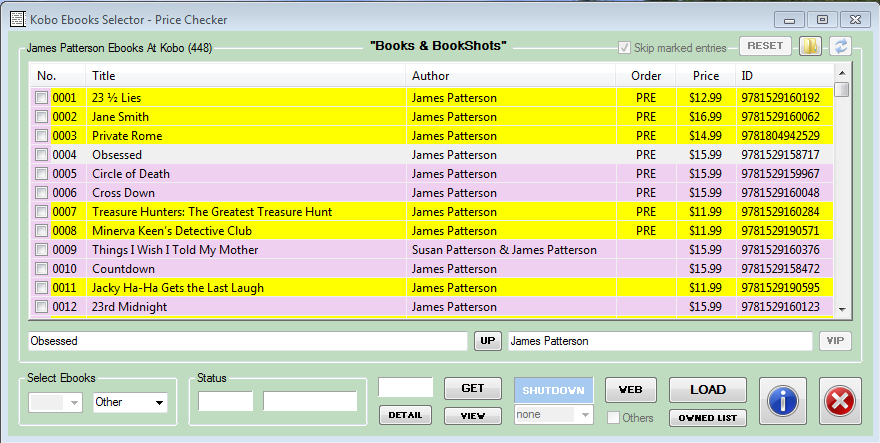 Kobo Ebooks Selector - Price Checker
James Patterson Ebooks At Kobo (448) "Books & BookShots" Skip marked entries RESET
No. Title Author Order Price ID
0001 23 ½ Lies James Patterson PRE $12.99 9781529160192
0002 Jane Smith James Patterson PRE $16.99 9781529160062
0003 Private Rome James Patterson PRE $14.99 9781804942529
0004 Obsessed James Patterson PRE $15.99 9781529158717
0005 Circle of Death James Patterson PRE $15.99 9781529159967
0006 Cross Down James Patterson PRE $15.99 9781529160048
0007 Treasure Hunters: The Greatest Treasure Hunt James Patterson PRE $11.99 9781529160284
0008 Minerva Keen's Detective Club James Patterson PRE $11.99 9781529190571
0009 Things I Wish I Told My Mother Susan Patterson & James Patterson $15.99 9781529160376
0010 Countdown James Patterson $15.99 9781529158472
0011 Jacky Ha-Ha Gets the Last Laugh James Patterson $11.99 9781529190595
0012 23rd Midnight James Patterson $15.99 9781529160123
Obsessed UP James Patterson VIP
Select Ebooks Status GET SHUTDOWN WEB LOAD
Other DETAIL VIEW none Others OWNED LIST